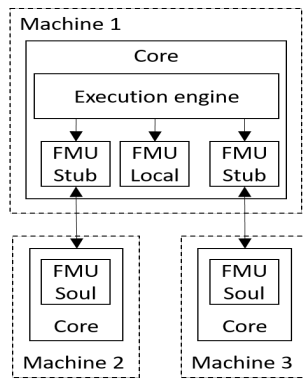 Machine 1
Core
Execution engine
FMU
Stub
FMU
Local
FMU
Stub
FMU
Soul
Core
Machine 2
FMU
Soul
Core
Machine 3